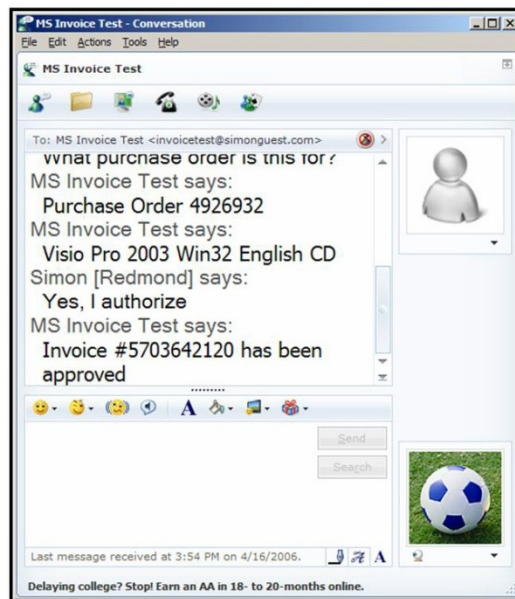 MS Invoice Test - Conversation
File Edit Actions Tools Help
MS Invoice Test
To: MS Invoice Test <invoicetest@simonguest.com>
What purchase order is this for?
MS Invoice Test says:
Purchase Order 4926932
MS Invoice Test says:
Visio Pro 2003 Win32 English CD
Simon [Redmond] says:
Yes, I authorize
MS Invoice Test says:
Invoice #5703642120 has been
approved
A
Send
Search
Last message received at 3:54 PM on 4/16/2006.
A
Delaying college? Stop! Earn an AA in 18- to 20-months online.